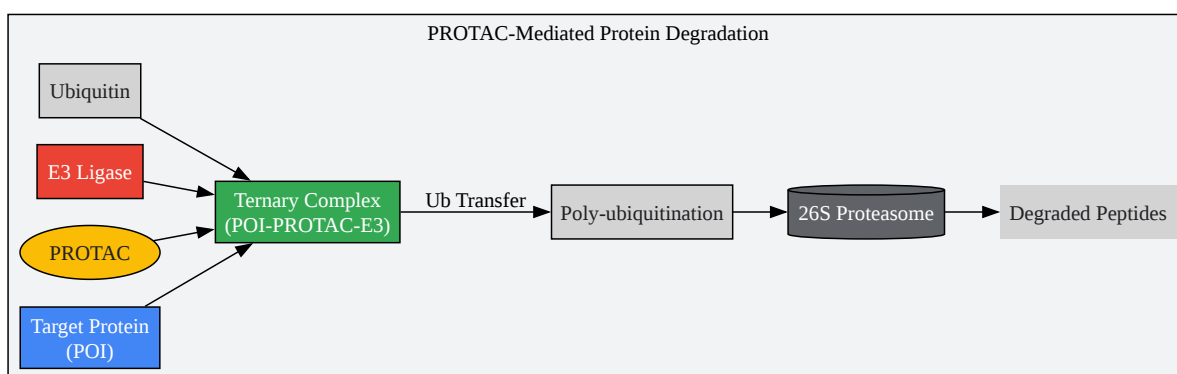 PROTAC-Mediated Protein Degradation
Ubiquitin
E3 Ligase
PROTAC
Target Protein
(POI)
Ternary Complex
(POI-PROTAC-E3)
Ub Transfer
Poly-ubiquitination
26S Proteasome
Degraded Peptides